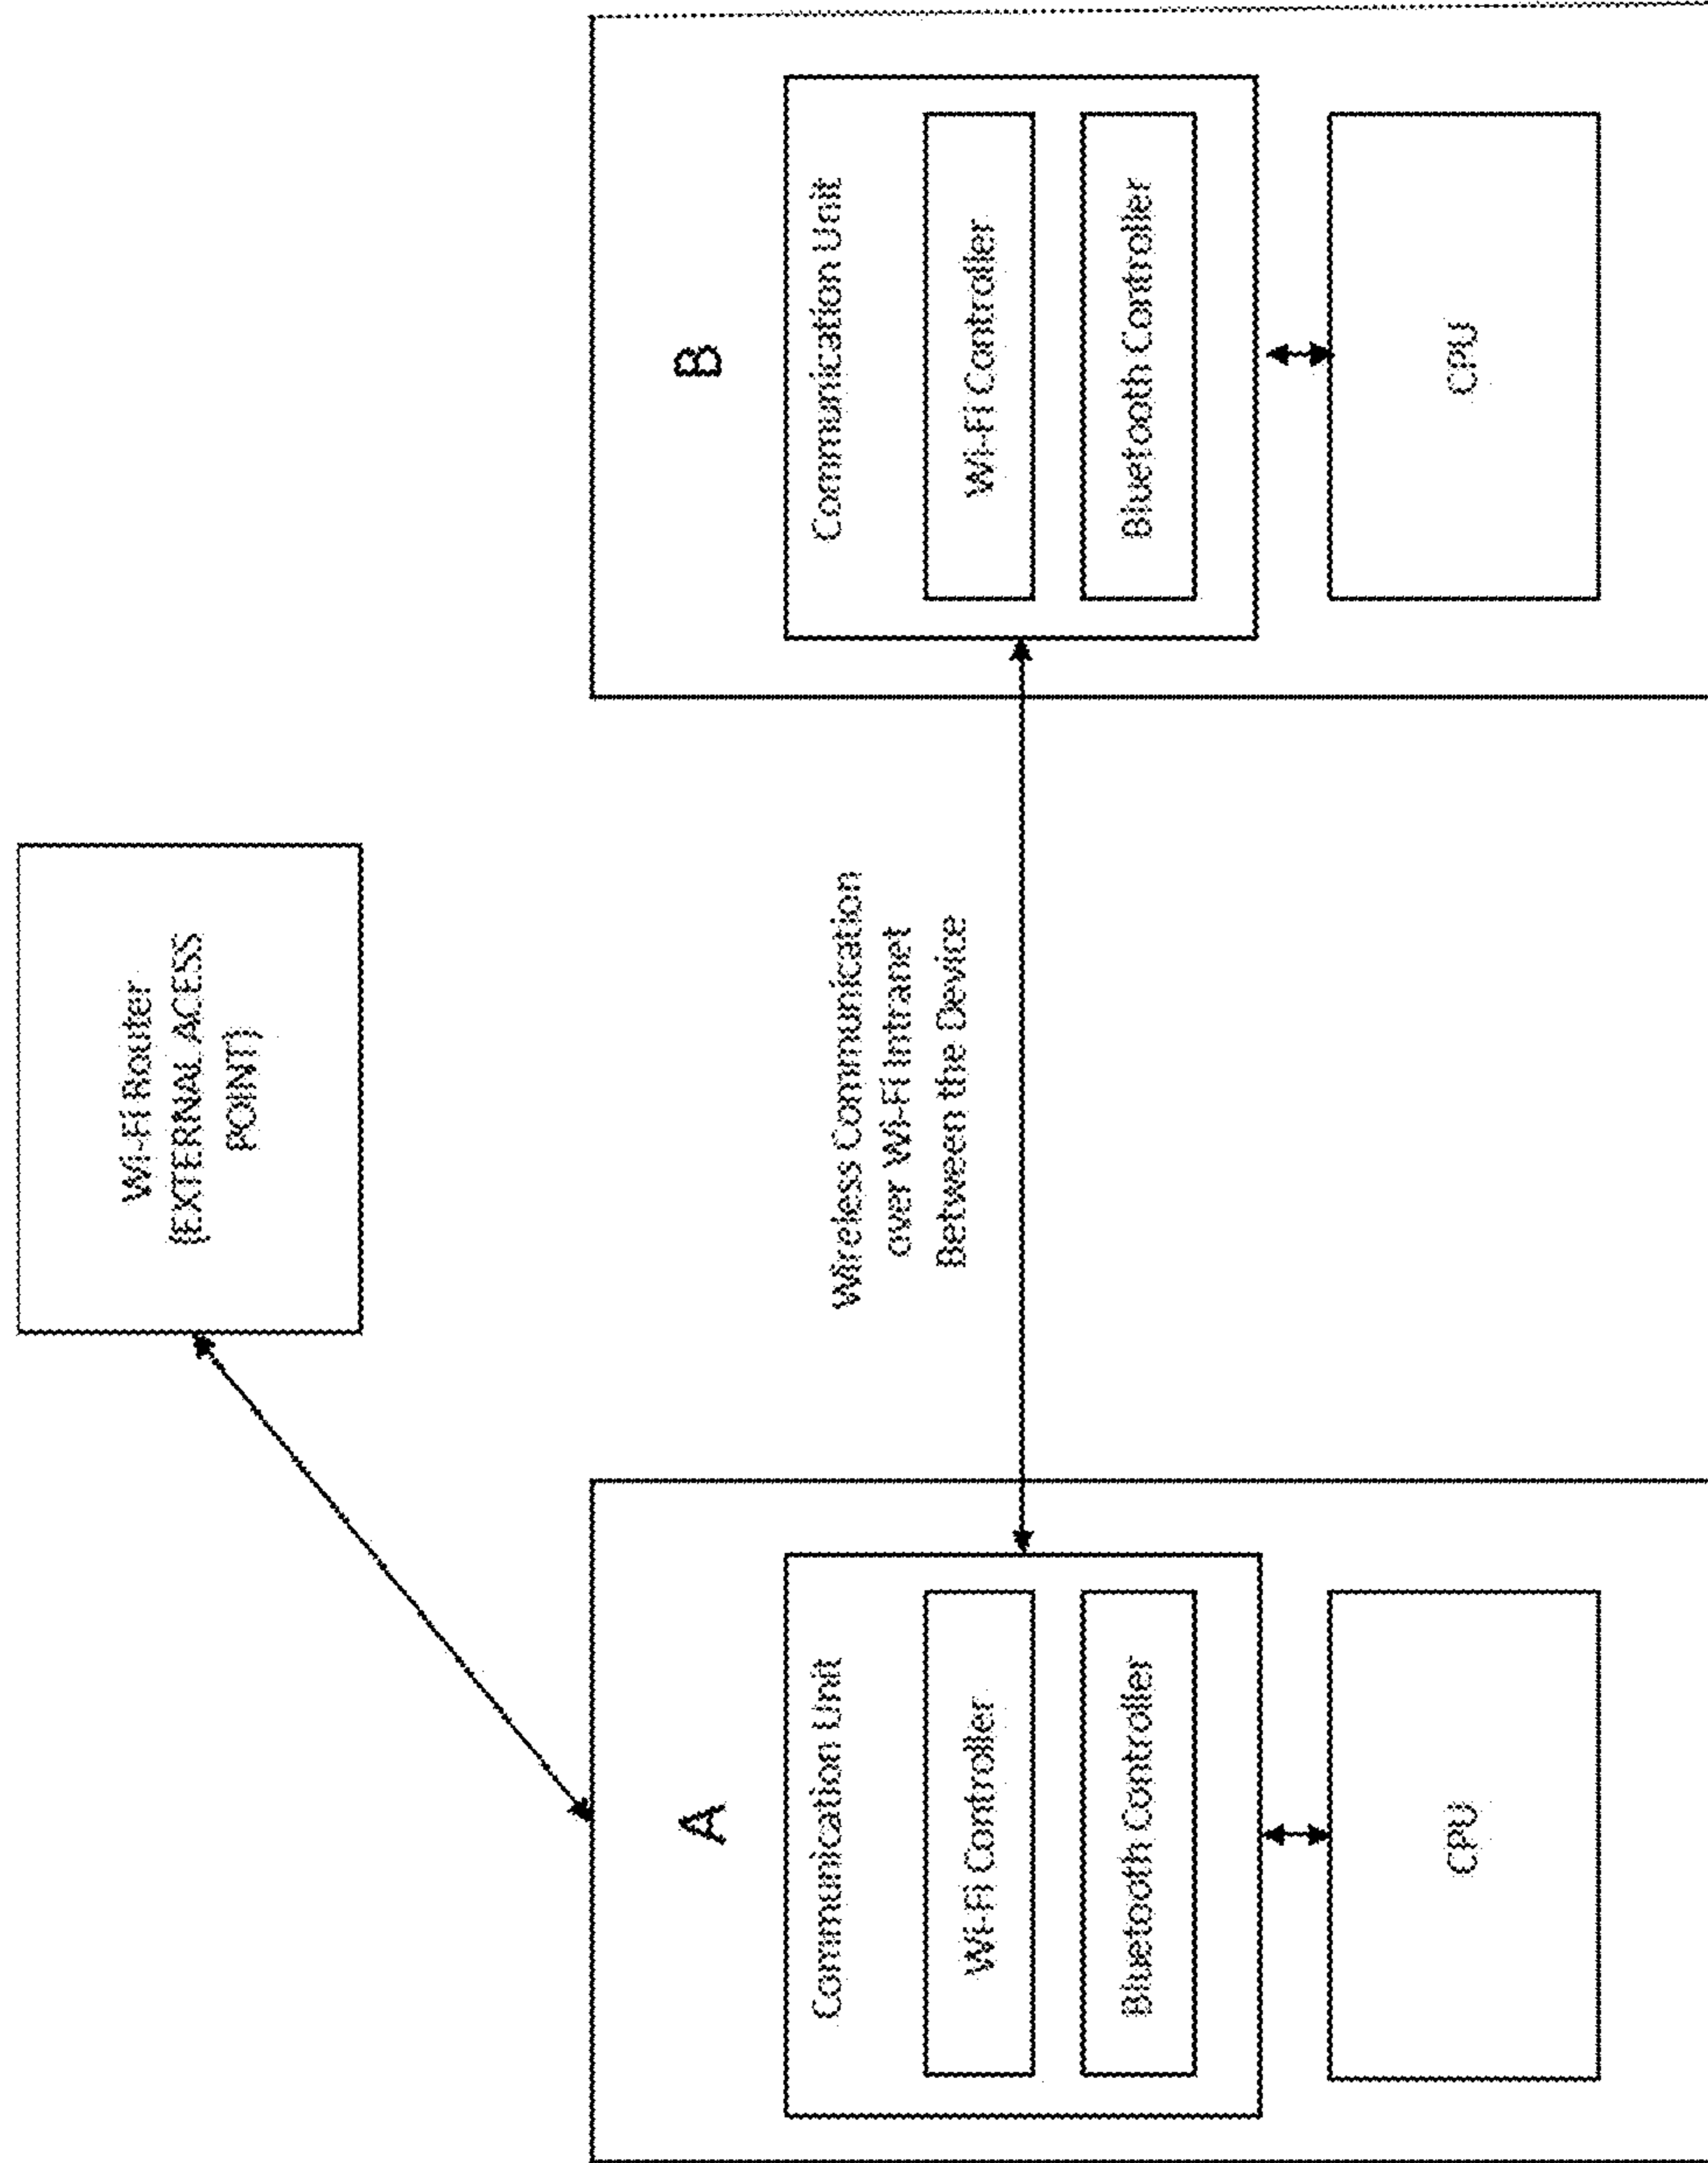 Wi-Fi Router
(EXTERNAL ACESS
POINT)
A
Communication Unit
Wi-Fi Controller
Bluetooth Controller
CPU
Wireless Communication
over Wi-Fi Intranet
Between the Device
B
Communication Unit
Wi-Fi Controller
Bluetooth Controller
CPU